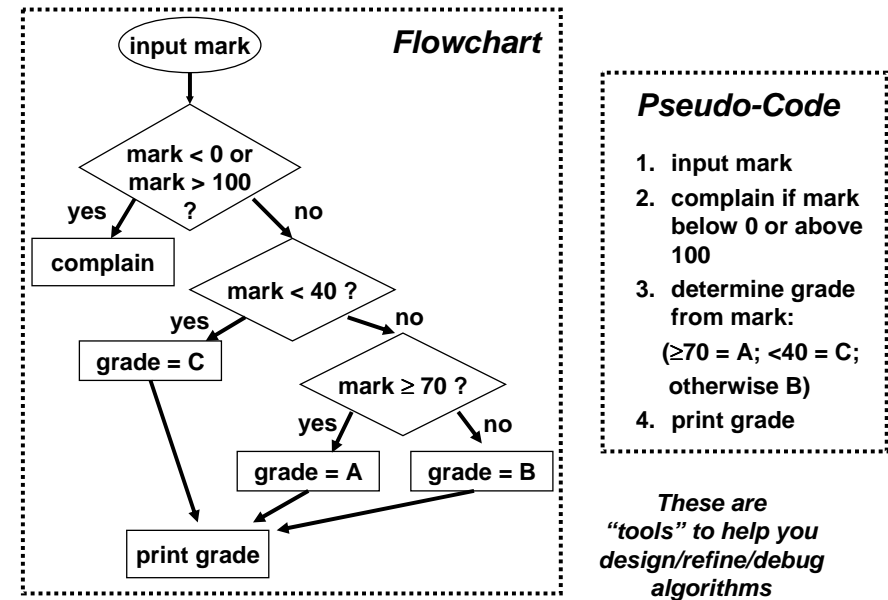 Flowchart
input mark
mark < 0 or
mark > 100
?
yes
no
complain
mark < 40 ?
yes
no
grade = C
mark ≥ 70 ?
yes
no
grade = A
grade = B
print grade
Pseudo-Code
1. input mark
2. complain if mark
below 0 or above
100
3. determine grade
from mark:
(≥70 = A; <40 = C;
otherwise B)
4. print grade
These are
“tools” to help you
design/refine/debug
algorithms